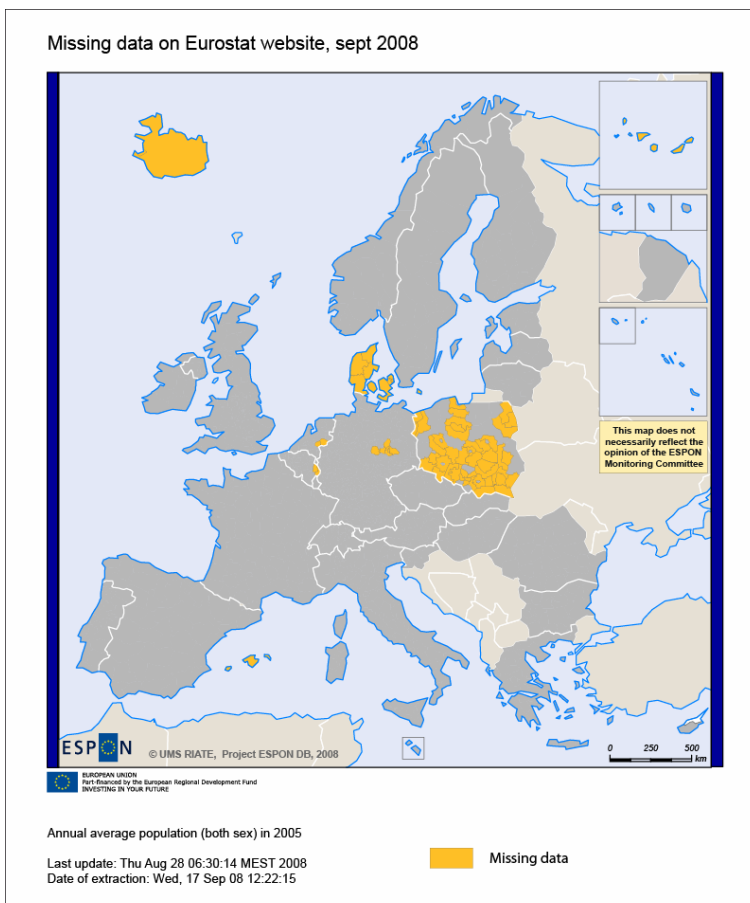 Missing data on Eurostat website, sept 2008
This map does not
necessarily reflect the
opinion of the ESPON
Monitoring Committee
ESPON
© UMS RIATE, Project ESPON DB, 2008
0 250 500
km
EUROPEAN UNION
Part-financed by the European Regional Development Fund
INVESTING IN YOUR FUTURE
Annual average population (both sex) in 2005
Last update: Thu Aug 28 06:30:14 MEST 2008
Date of extraction: Wed, 17 Sep 08 12:22:15
Missing data